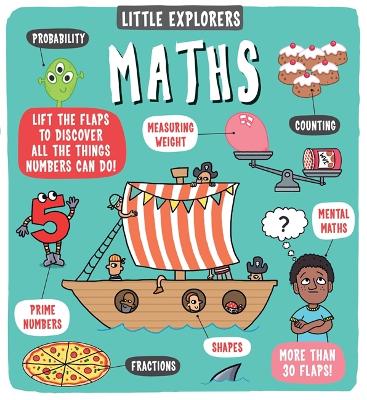 LITTLE EXPLORERS
MATHS
PROBABILITY
LIFT THE FLAPS
TO DISCOVER
ALL THE THINGS
NUMBERS CAN DO!
MEASURING
WEIGHT
COUNTING
5
?
MENTAL
MATHS
PRIME
NUMBERS
SHAPES
FRACTIONS
MORE THAN
30 FLAPS!